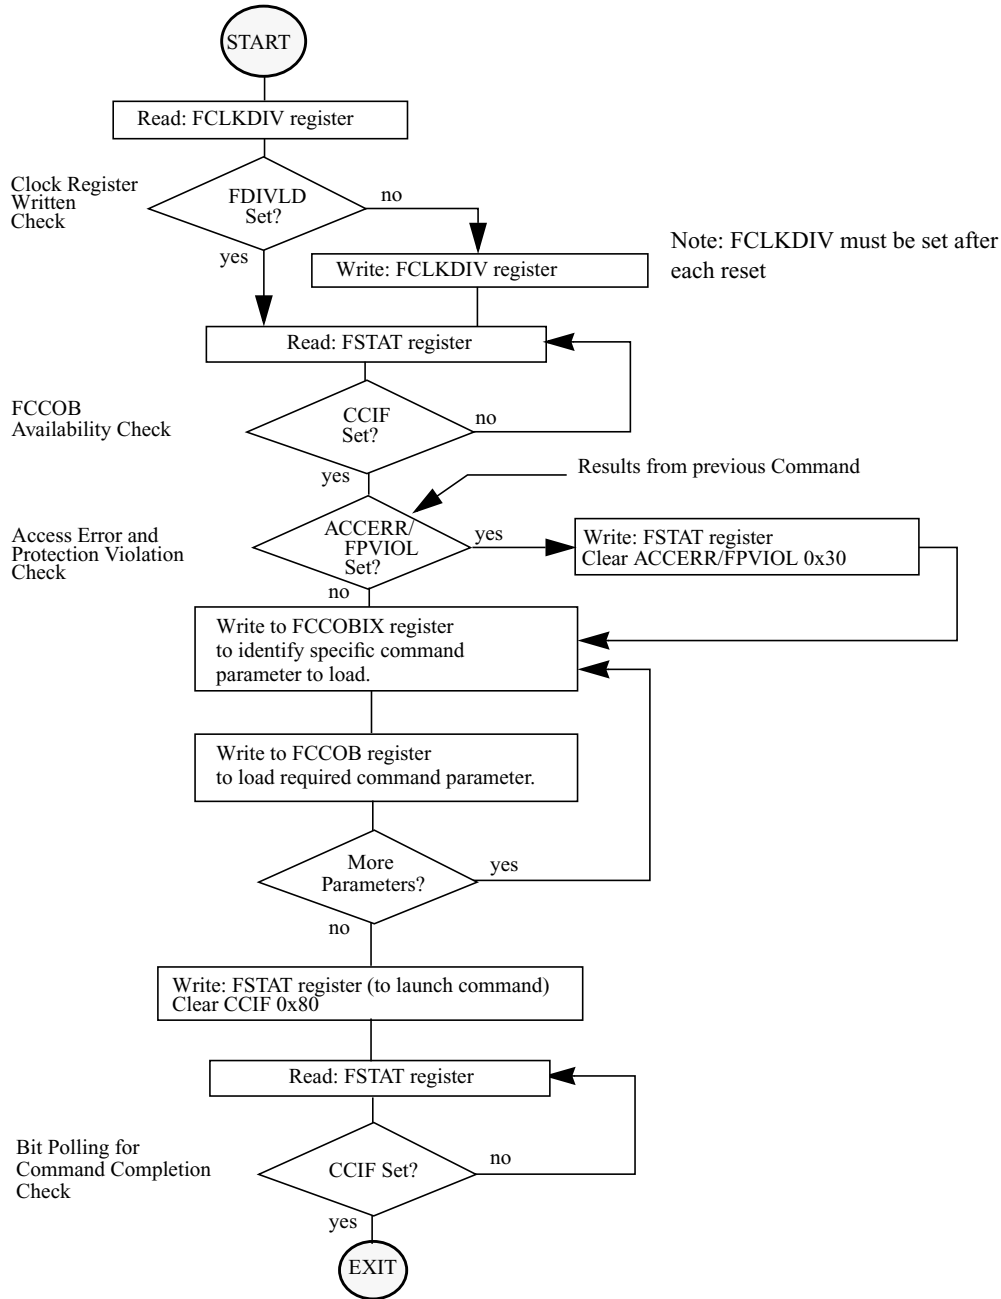 START
Read: FCLKDIV register
Clock Register
Written
Check
FDIVLD
Set?
no
yes
Note: FCLKDIV must be set after
each reset
Write: FCLKDIV register
Read: FSTAT register
FCCOB
Availability Check
CCIF
Set?
no
yes
Results from previous Command
Access Error and
Protection Violation
Check
ACCERR/
FPVIOL
Set?
yes
no
Write: FSTAT register
Clear ACCERR/FPVIOL 0x30
Write to FCCOBIX register
to identify specific command
parameter to load.
Write to FCCOB register
to load required command parameter.
More
Parameters?
yes
no
Write: FSTAT register (to launch command)
Clear CCIF 0x80
Read: FSTAT register
Bit Polling for
Command Completion
Check
CCIF Set?
no
yes
EXIT